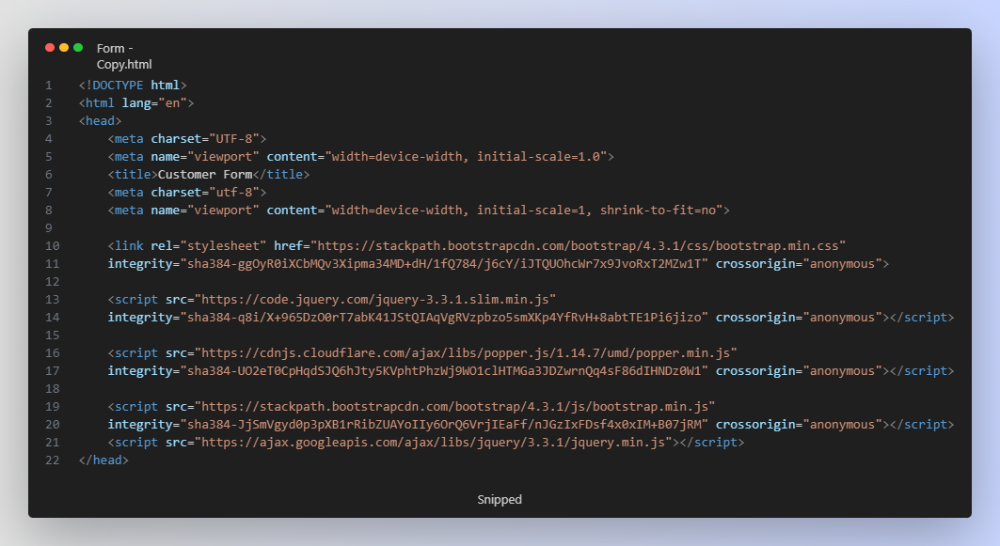 Form -
Copy.html
1 <!DOCTYPE html>
2 <html lang="en">
3 <head>
4     <meta charset="UTF-8">
5     <meta name="viewport" content="width=device-width, initial-scale=1.0">
6     <title>Customer Form</title>
7     <meta charset="utf-8">
8     <meta name="viewport" content="width=device-width, initial-scale=1, shrink-to-fit=no">
9
10     <link rel="stylesheet" href="https://stackpath.bootstrapcdn.com/bootstrap/4.3.1/css/bootstrap.min.css"
11     integrity="sha384-ggOyR0iXCbMQv3Xipma34MD+dH/1fQ784/j6cY/iJTQUOhcWr7x9JvoRxT2MZw1T" crossorigin="anonymous">
12
13     <script src="https://code.jquery.com/jquery-3.3.1.slim.min.js"
14     integrity="sha384-q8i/X+965DzO0rT7abK41JStQIAqVgRVzpbzo5smXKp4YfRvH+8abtTE1Pi6jizo" crossorigin="anonymous"></script>
15
16     <script src="https://cdnjs.cloudflare.com/ajax/libs/popper.js/1.14.7/umd/popper.min.js"
17     integrity="sha384-UO2eT0CpHqdSJQ6hJty5KVphtPhzWj9WO1clHTMGa3JDZwrnQq4sF86dIHNDz0W1" crossorigin="anonymous"></script>
18
19     <script src="https://stackpath.bootstrapcdn.com/bootstrap/4.3.1/js/bootstrap.min.js"
20     integrity="sha384-JjSmVgyd0p3pXB1rRibZUAYoIIy6OrQ6VrjIEaFf/nJGzIxFDsf4x0xIM+B07jRM" crossorigin="anonymous"></script>
21     <script src="https://ajax.googleapis.com/ajax/libs/jquery/3.3.1/jquery.min.js"></script>
22 </head>
Snipped